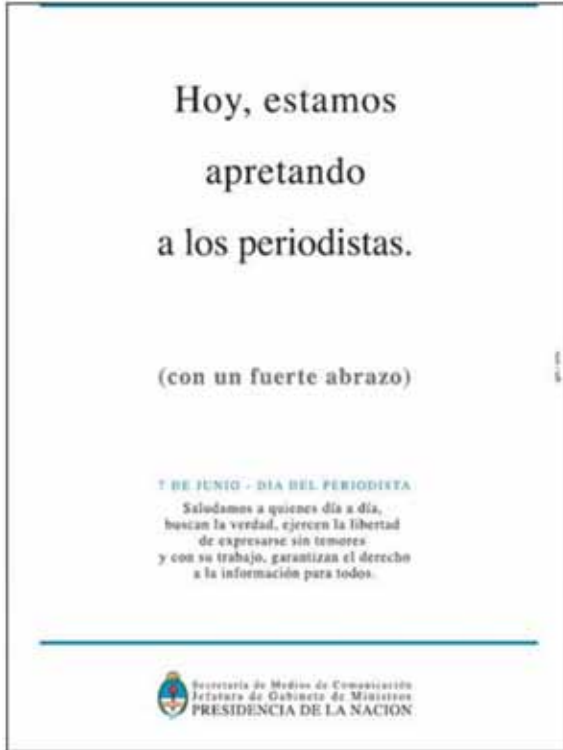 Hoy, estamos
apretando
a los periodistas.
(con un fuerte abrazo)
7 DE JUNIO - DIA DEL PERIODISTA
Saludamos a quienes día a día,
buscan la verdad, ejercen la libertad
de expresarse sin temores
y con su trabajo, garantizan el derecho
a la información para todos.
Secretaría de Medios de Comunicación
Jefatura de Gabinete de Ministros
PRESIDENCIA DE LA NACION